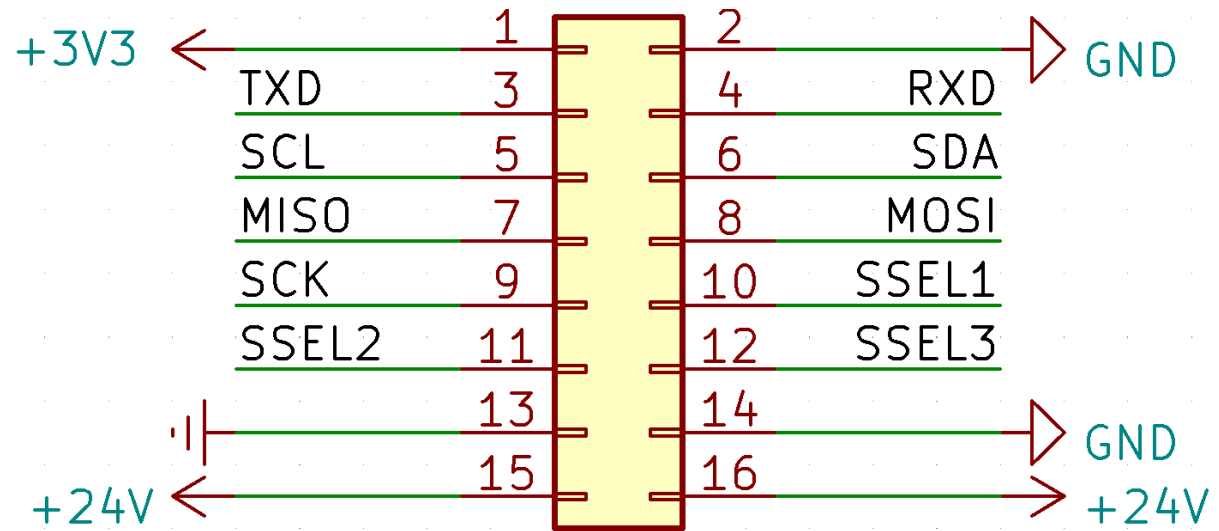 +3V3 1 2 GND
TXD 3 4 RXD
SCL 5 6 SDA
MISO 7 8 MOSI
SCK 9 10 SSEL1
SSEL2 11 12 SSEL3
13 14 GND
+24V 15 16 +24V